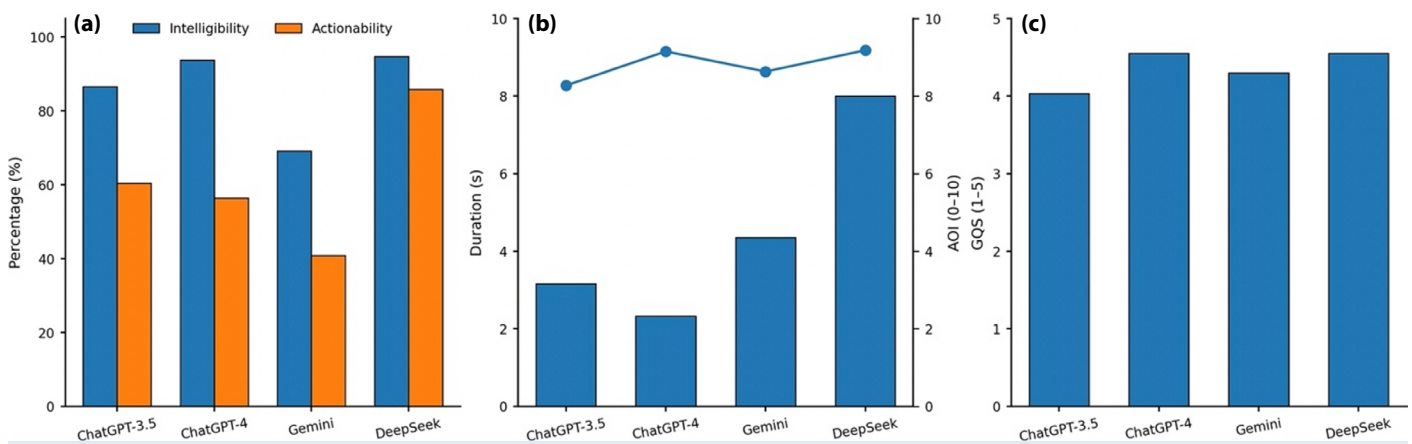 (a)
Intelligibility
Actionability
Percentage (%)
100
80
60
40
20
0
ChatGPT-3.5
ChatGPT-4
Gemini
DeepSeek
(b)
Duration (s)
10
8
6
4
2
0
ChatGPT-3.5
ChatGPT-4
Gemini
DeepSeek
10
8
6
4
2
0
AOI (0–10)
(c)
GQS (1–5)
5
4
3
2
1
0
ChatGPT-3.5
ChatGPT-4
Gemini
DeepSeek